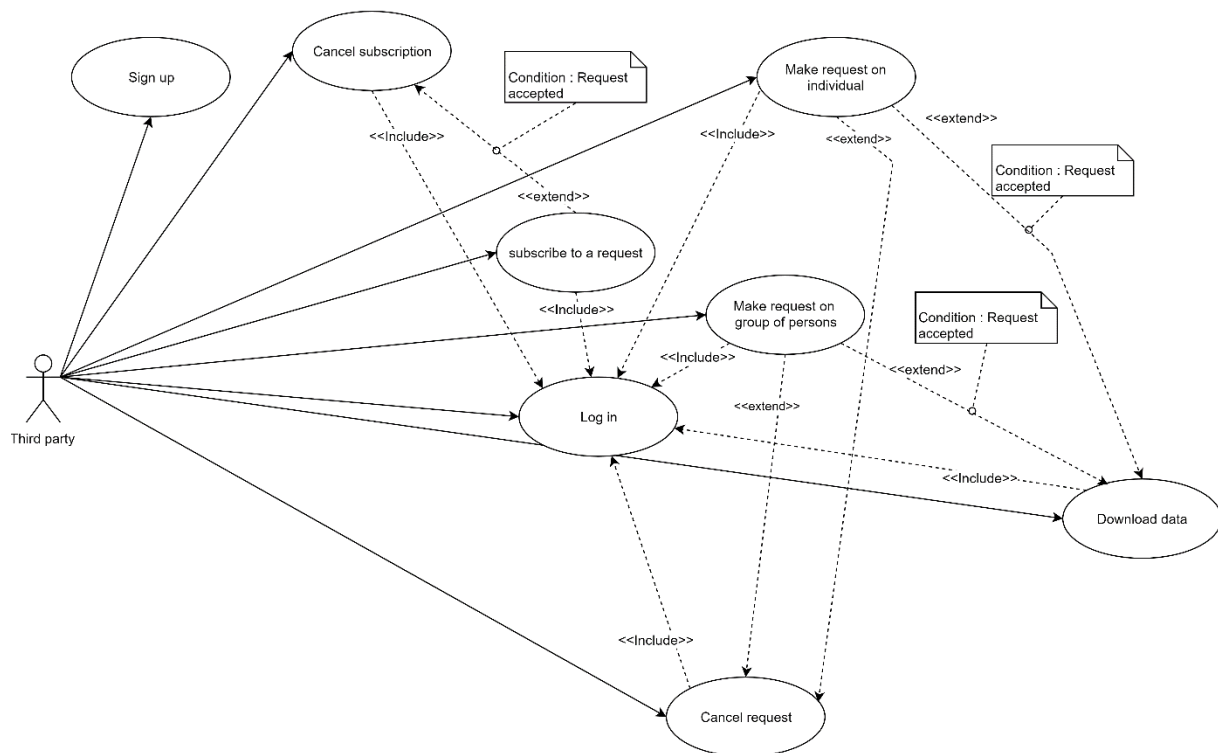 Cancel subscription
Sign up
Condition : Request
accepted
Make request on
individual
<<Include>>
<<Include>>
<<extend>>
<<extend>>
Condition : Request
accepted
<<extend>>
subscribe to a request
<<Include>>
Make request on
group of persons
Condition : Request
accepted
<<Include>>
<<extend>>
<<extend>>
Log in
Third party
<<Include>>
Download data
<<Include>>
Cancel request